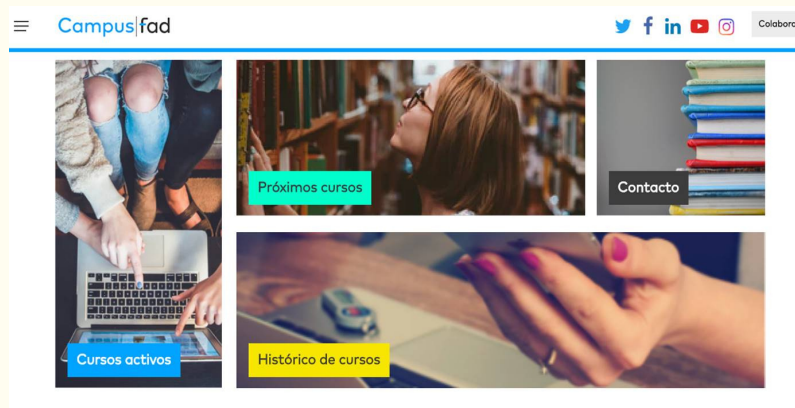 Campus fad
Colabora
Próximos cursos
Contacto
Cursos activos
Histórico de cursos